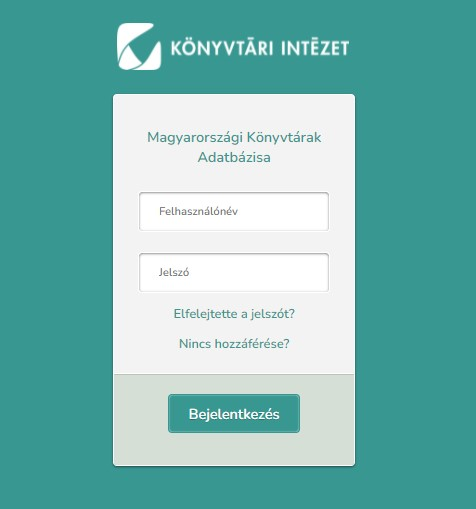 KÖNYVTÁRI INTÉZET
Magyarországi Könyvtárak
Adatbázisa
Felhasználónév
Jelszó
Elfelejtette a jelszót?
Nincs hozzáférése?
Bejelentkezés